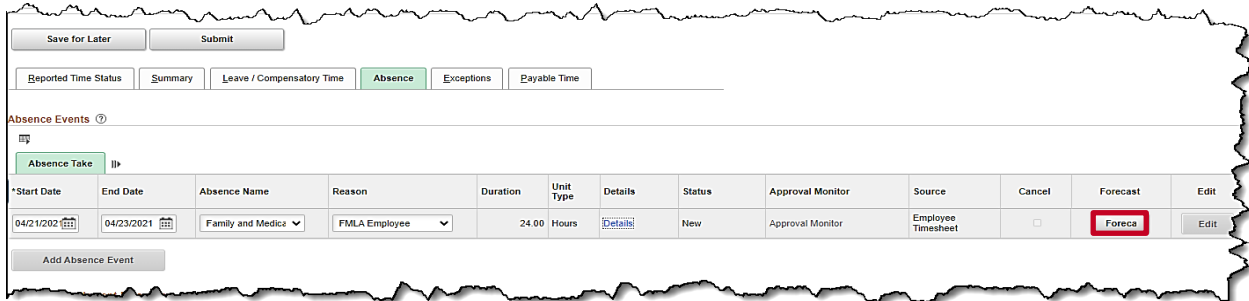 Save for Later Submit
Reported Time Status Summary Leave / Compensatory Time Absence Exceptions Payable Time
Absence Events
Absence Take
*Start Date End Date Absence Name Reason Duration Unit Type Details Status Approval Monitor Source Cancel Forecast Edit
04/21/2021 04/23/2021 Family and Medica FMLA Employee 24.00 Hours Details New Approval Monitor Employee Timesheet Foreca Edit
Add Absence Event